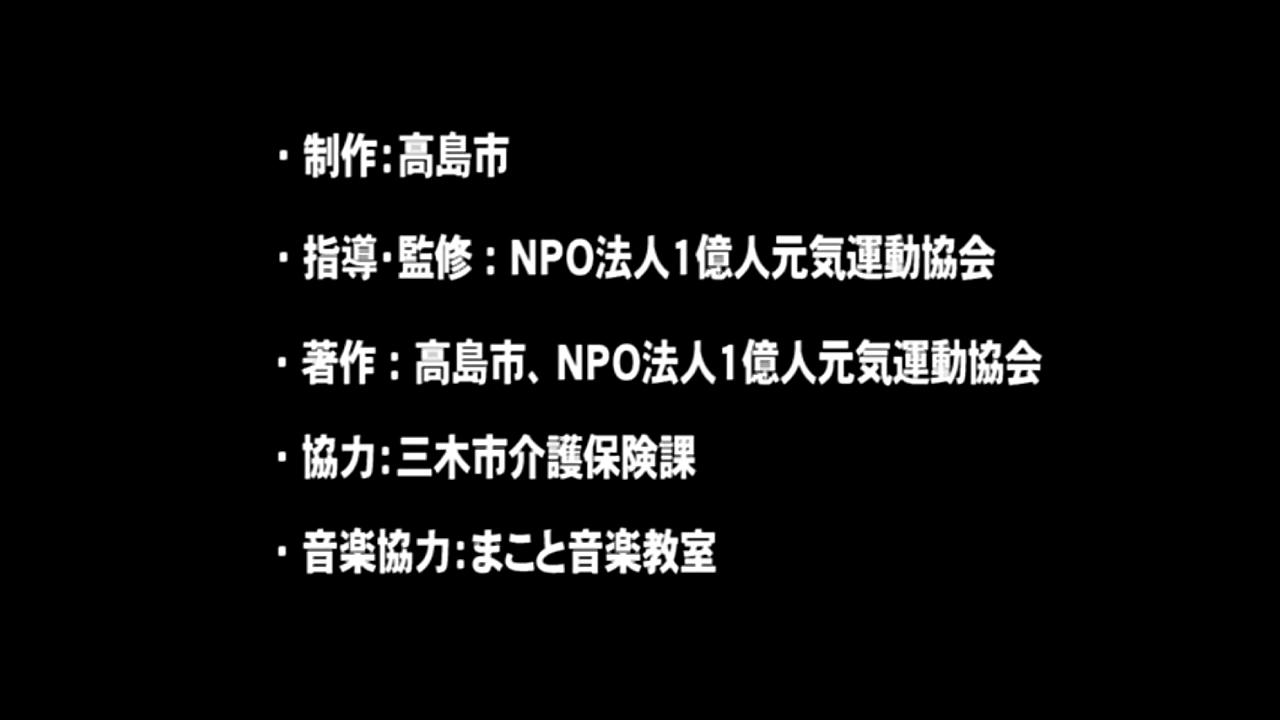 ・制作:高島市
・指導・監修：NPO法人1億人元気運動協会
・著作：高島市、NPO法人1億人元気運動協会
・協力:三木市介護保険課
・音楽協力:まこと音楽教室